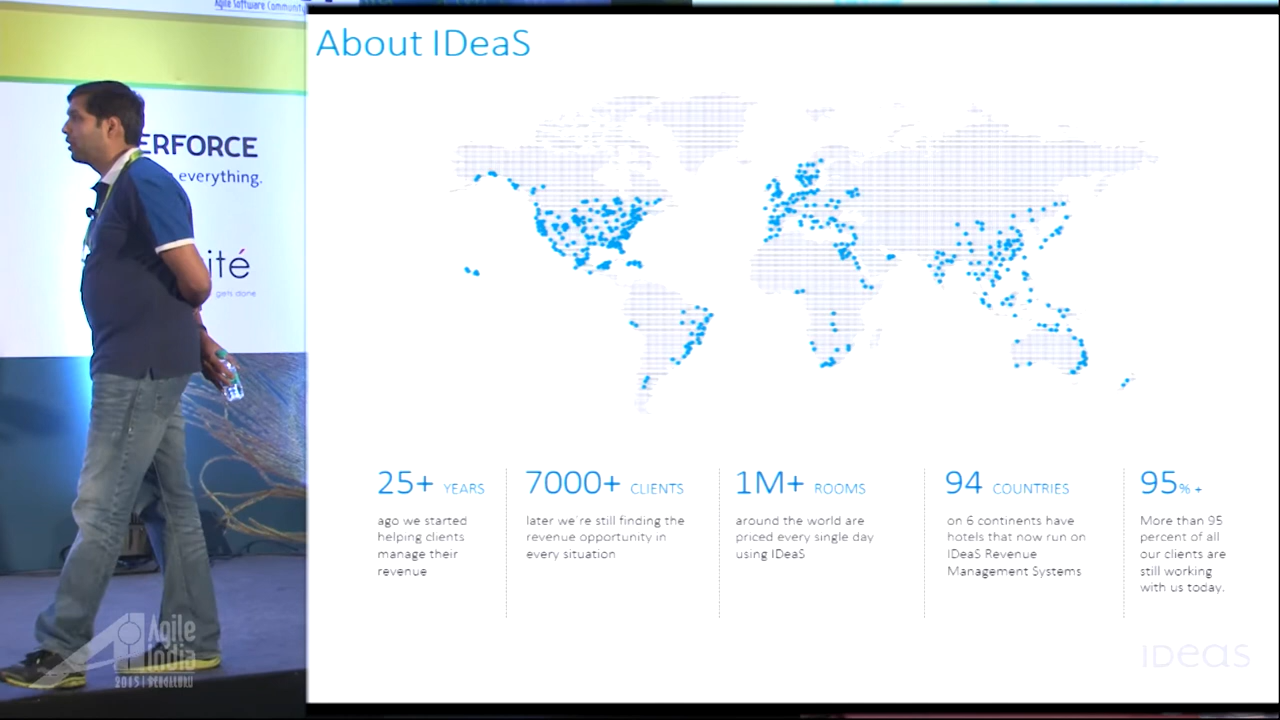 Agile Software Community
ERFORCE
everything.
ité
gets done
About IDeaS
25+ YEARS
ago we started
helping clients
manage their
revenue
7000+ CLIENTS
later we're still finding the
revenue opportunity in
every situation
1M+ ROOMS
around the world are
priced every single day
using IDeaS
94 COUNTRIES
on 6 continents have
hotels that now run on
IDeaS Revenue
Management Systems
95% +
More than 95
percent of all
our clients are
still working
with us today.
IDeaS
Agile
India
2015 | BENGALURU